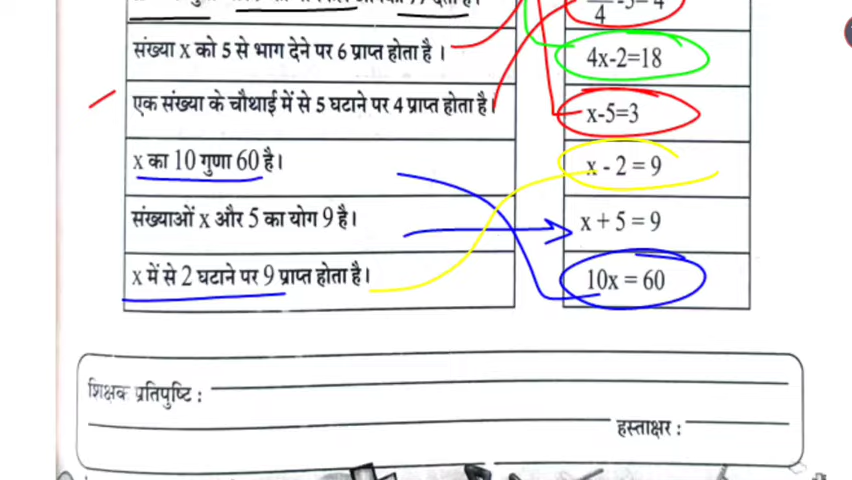 संख्या x को 5 से भाग देने पर 6 प्राप्त होता है ।
4x-2=18
एक संख्या के चौथाई में से 5 घटाने पर 4 प्राप्त होता है।
x-5=3
x का 10 गुणा 60 है।
x - 2 = 9
संख्याओं x और 5 का योग 9 है।
x + 5 = 9
x में से 2 घटाने पर 9 प्राप्त होता है।
10x = 60
शिक्षक प्रतिपुष्टि :
हस्ताक्षर :